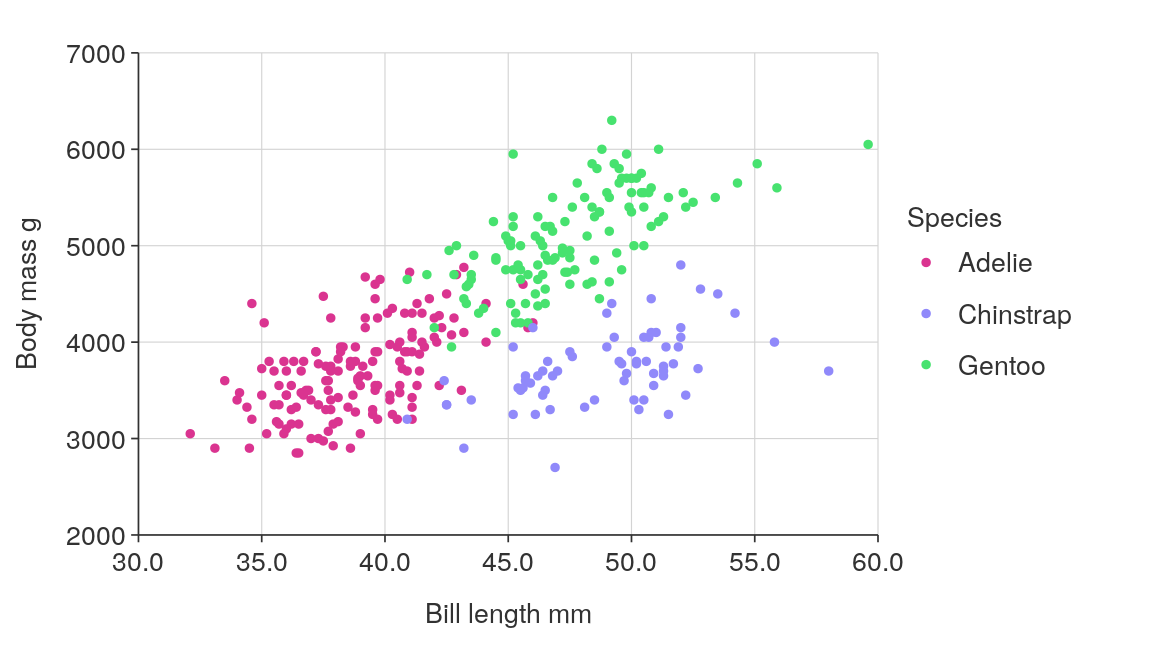 7000
6000
5000
4000
3000
2000
30.0 35.0 40.0 45.0 50.0 55.0 60.0
Body mass g
Bill length mm
Species
Adelie
Chinstrap
Gentoo